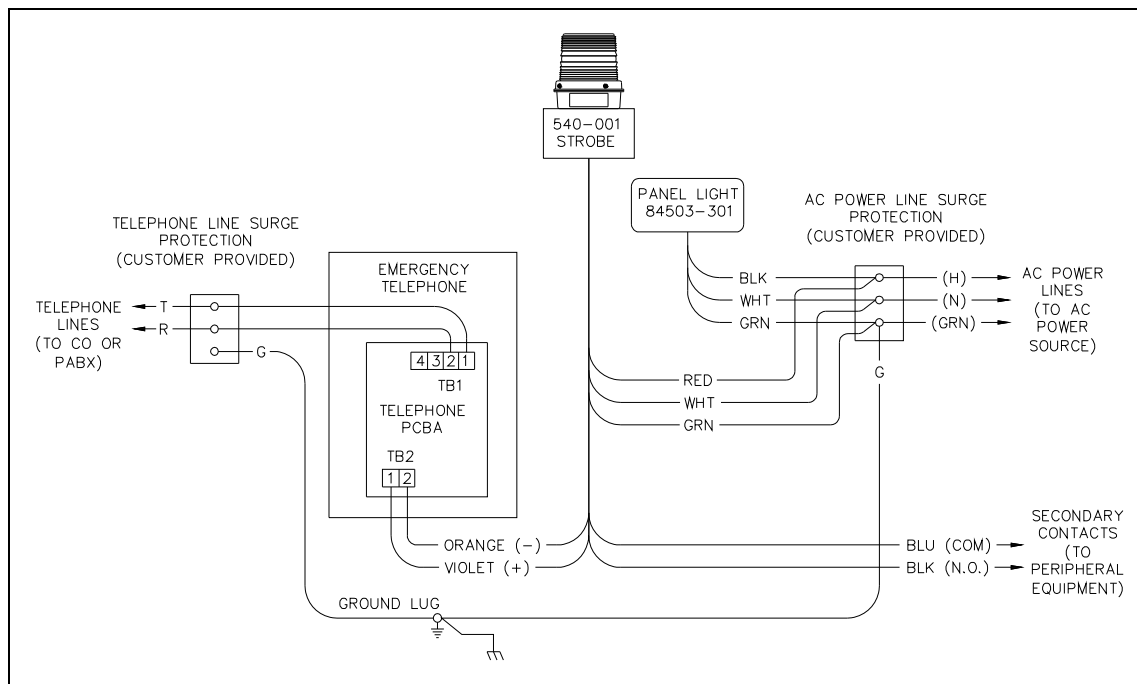 540-001
STROBE
PANEL LIGHT
84503-301
AC POWER LINE SURGE
PROTECTION
(CUSTOMER PROVIDED)
TELEPHONE LINE SURGE
PROTECTION
(CUSTOMER PROVIDED)
EMERGENCY
TELEPHONE
BLK
(H)
WHT
(N)
GRN
(GRN)
AC POWER
LINES
(TO AC
POWER
SOURCE)
TELEPHONE
LINES
(TO CO OR
PABX)
T
R
G
4 3 2 1
TB1
TELEPHONE
PCBA
TB2
1 2
RED
WHT
GRN
G
ORANGE (-)
VIOLET (+)
BLU (COM)
BLK (N.O.)
SECONDARY
CONTACTS
(TO
PERIPHERAL
EQUIPMENT)
GROUND LUG